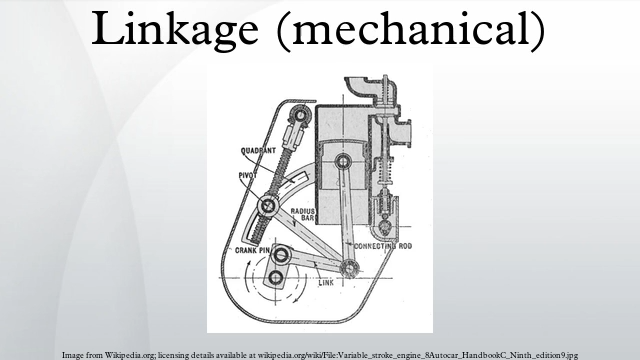 Linkage (mechanical)
QUADRANT
PIVOT
RADIUS
BAR
CRANK PIN
CONNECTING ROD
LINK
Image from Wikipedia.org; licensing details available at wikipedia.org/wiki/File:Variable_stroke_engine_8Autocar_HandbookC_Ninth_edition9.jpg